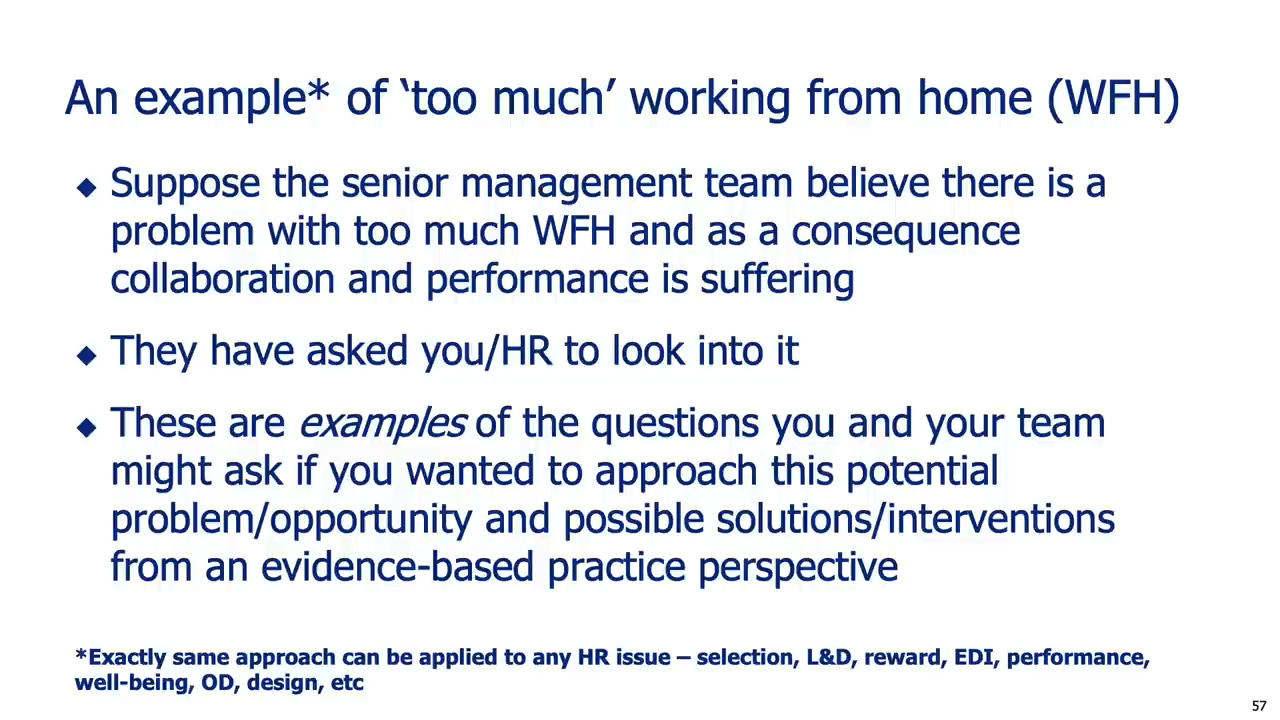 An example* of ‘too much’ working from home (WFH)
◆ Suppose the senior management team believe there is a
problem with too much WFH and as a consequence
collaboration and performance is suffering
◆ They have asked you/HR to look into it
◆ These are examples of the questions you and your team
might ask if you wanted to approach this potential
problem/opportunity and possible solutions/interventions
from an evidence-based practice perspective
*Exactly same approach can be applied to any HR issue – selection, L&D, reward, EDI, performance,
well-being, OD, design, etc
57